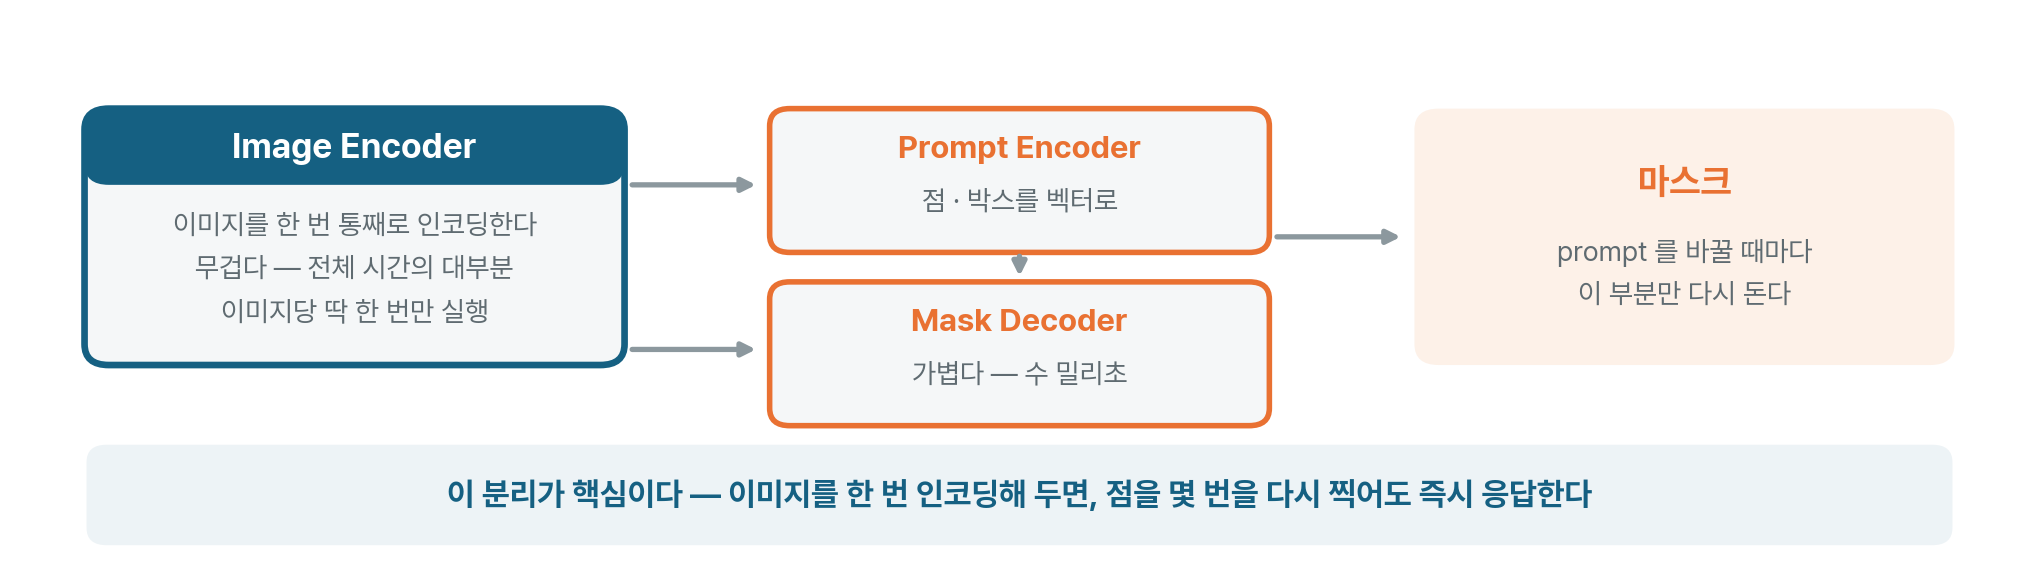 Image Encoder
이미지를 한 번 통째로 인코딩한다
무겁다 — 전체 시간의 대부분
이미지당 딱 한 번만 실행
Prompt Encoder
점 · 박스를 벡터로
Mask Decoder
가볍다 — 수 밀리초
마스크
prompt 를 바꿀 때마다
이 부분만 다시 돈다
이 분리가 핵심이다 — 이미지를 한 번 인코딩해 두면, 점을 몇 번을 다시 찍어도 즉시 응답한다